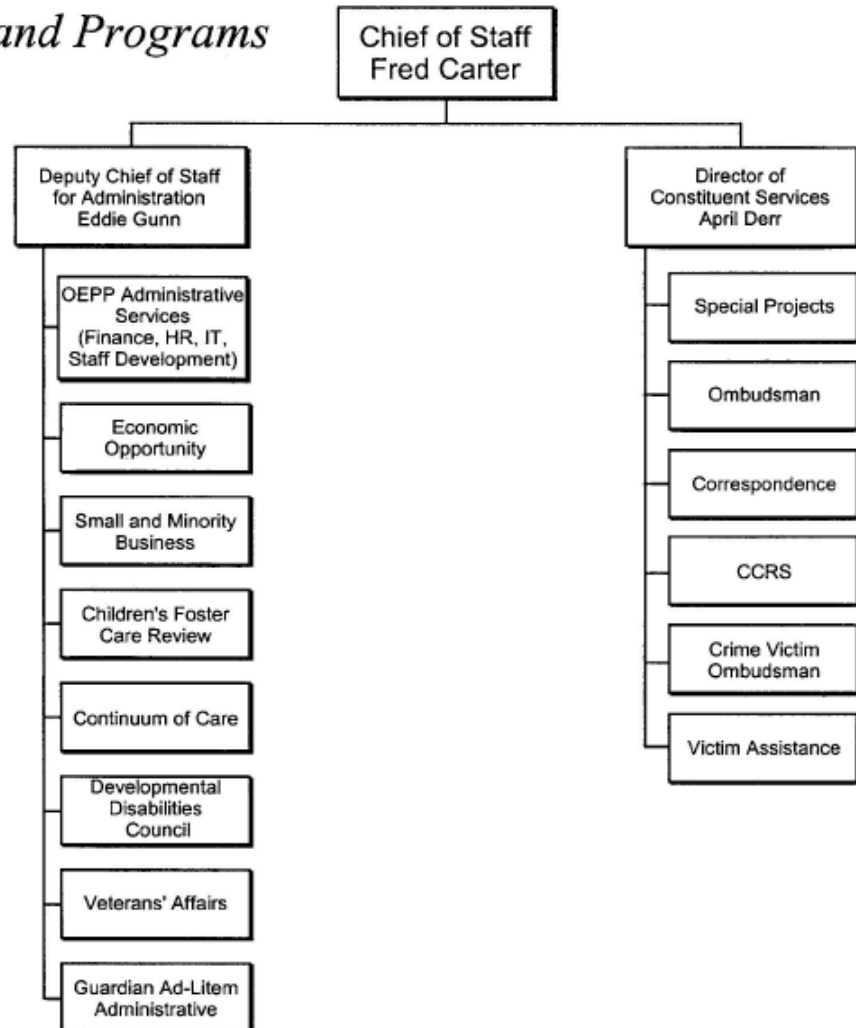 and Programs
Chief of Staff
Fred Carter
Deputy Chief of Staff
for Administration
Eddie Gunn
OEPP Administrative
Services
(Finance, HR, IT,
Staff Development)
Economic
Opportunity
Small and Minority
Business
Children's Foster
Care Review
Continuum of Care
Developmental
Disabilities
Council
Veterans' Affairs
Guardian Ad-Litem
Administrative
Director of
Constituent Services
April Derr
Special Projects
Ombudsman
Correspondence
CCRS
Crime Victim
Ombudsman
Victim Assistance